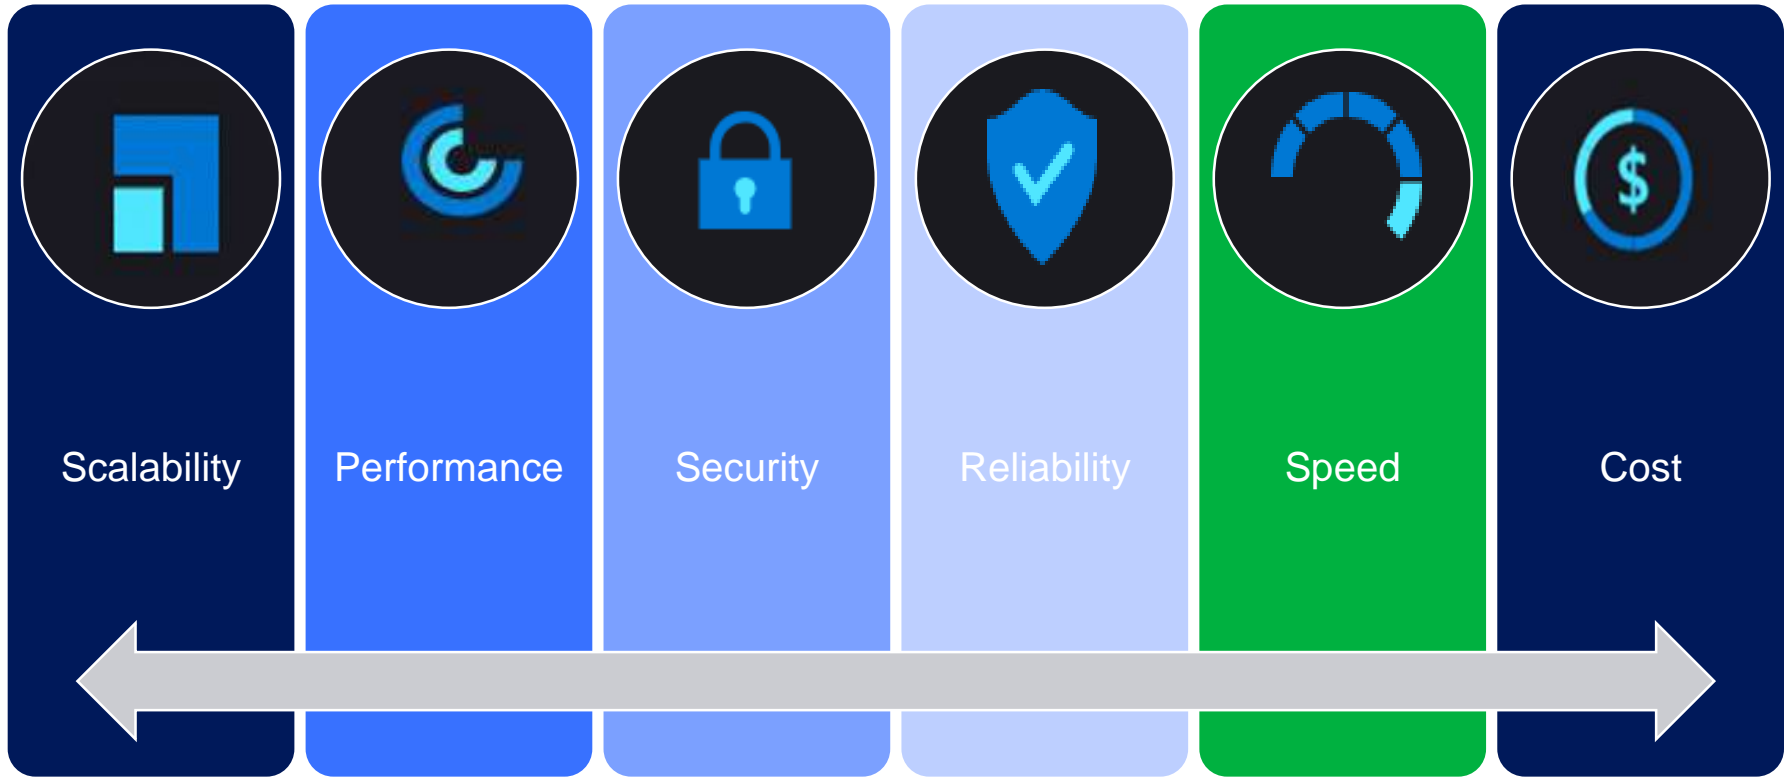 Scalability
Performance
Security
Reliability
Speed
Cost
$